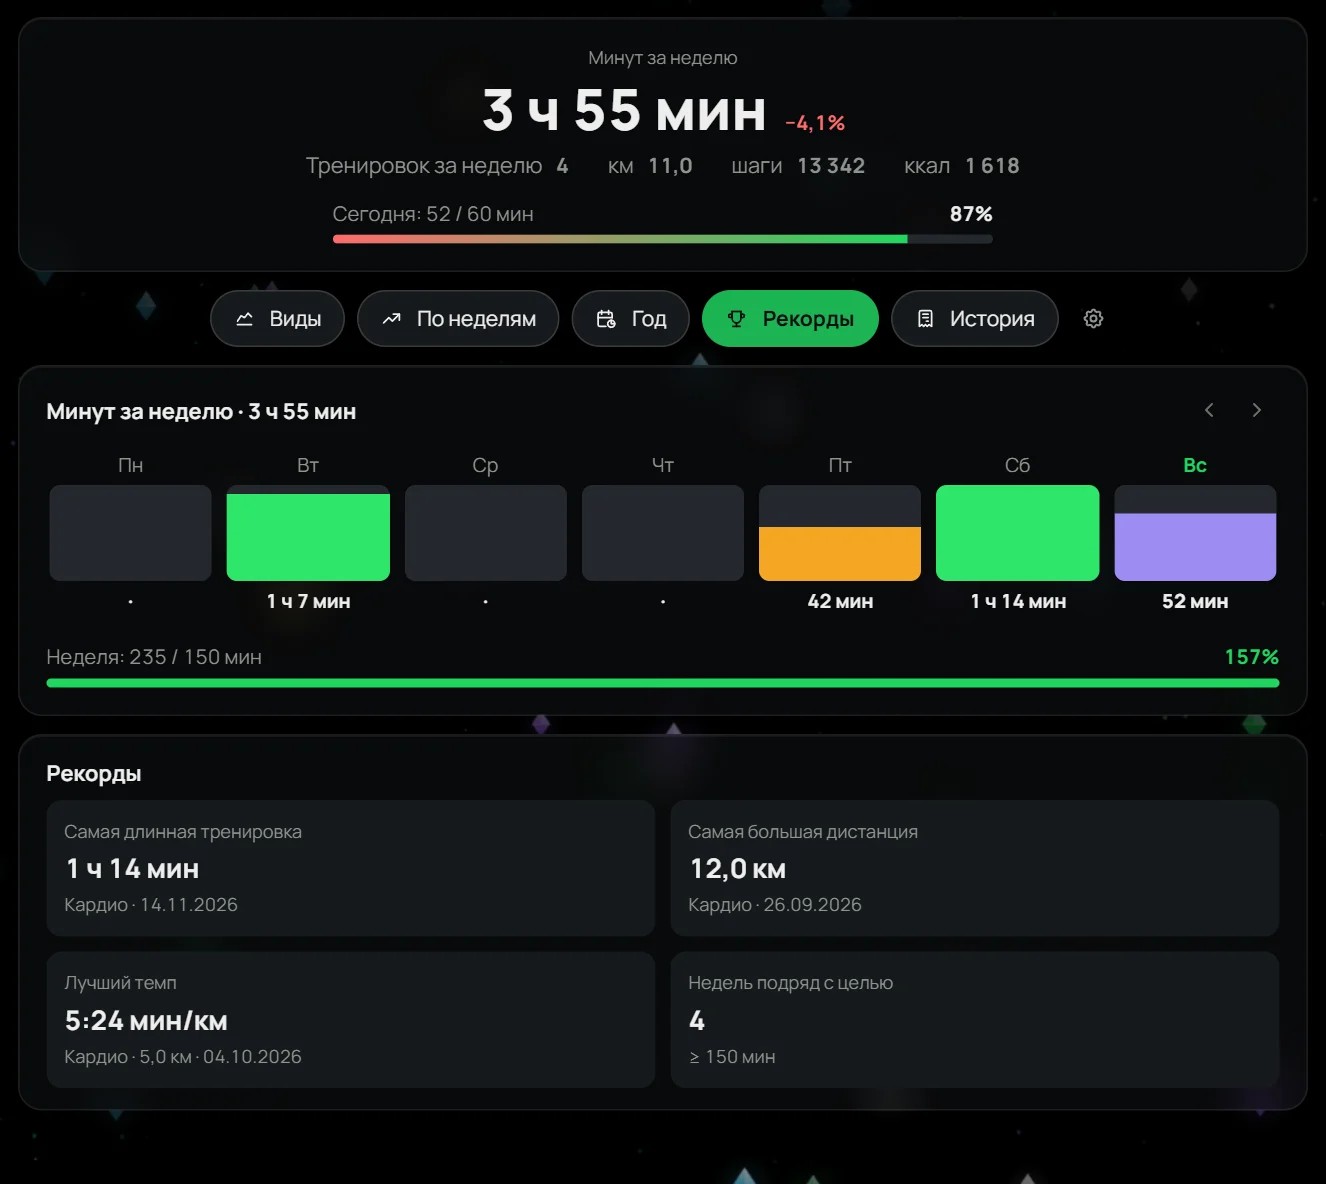 Минут за неделю
3 ч 55 мин −4,1%
Тренировок за неделю 4 км 11,0 шаги 13 342 ккал 1 618
Сегодня: 52 / 60 мин 87%
Виды По неделям Год Рекорды История
Минут за неделю · 3 ч 55 мин
Пн Вт Ср Чт Пт Сб Вс
· 1 ч 7 мин · · 42 мин 1 ч 14 мин 52 мин
Неделя: 235 / 150 мин 157%
Рекорды
Самая длинная тренировка
1 ч 14 мин
Кардио · 14.11.2026
Самая большая дистанция
12,0 км
Кардио · 26.09.2026
Лучший темп
5:24 мин/км
Кардио · 5,0 км · 04.10.2026
Недель подряд с целью
4
≥ 150 мин